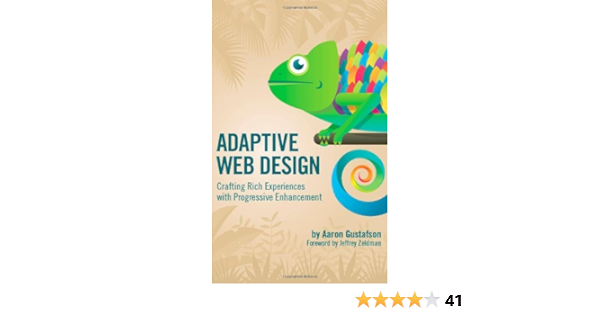 ADAPTIVE
WEB DESIGN
Crafting Rich Experiences
with Progressive Enhancement
by Aaron Gustafson
Foreword by Jeffrey Zeldman
41